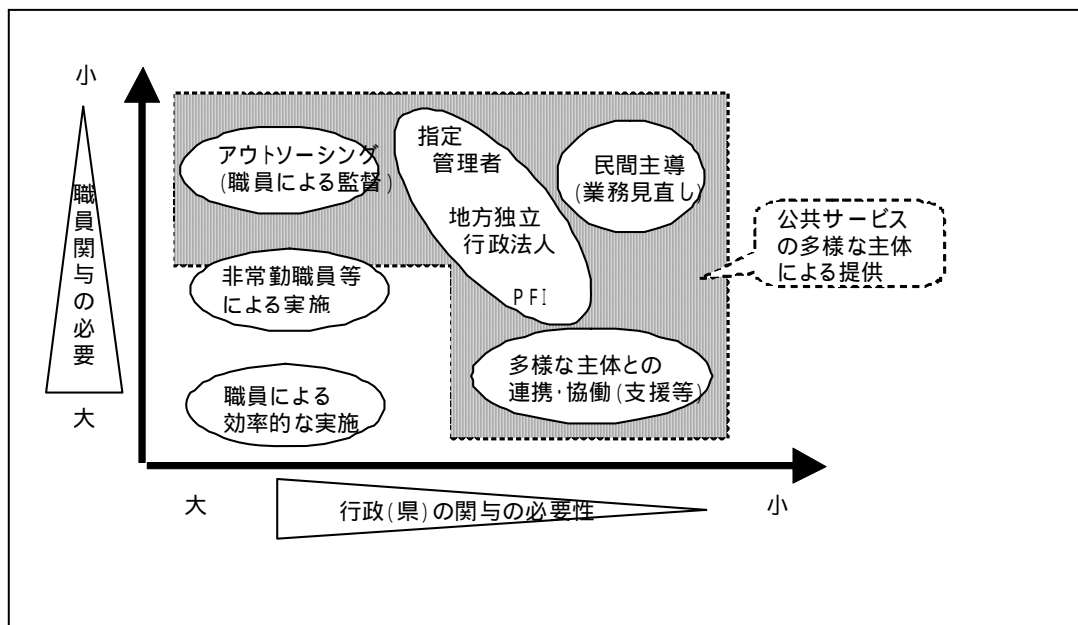 小
職員関与の必要
大
アウトソーシング
(職員による監督)
指定
管理者
地方独立
行政法人
PFI
民間主導
(業務見直し)
公共サービス
の多様な主体
による提供
非常勤職員等
による実施
職員による
効率的な実施
多様な主体との
連携・協働(支援等)
大
行政(県)の関与の必要性
小